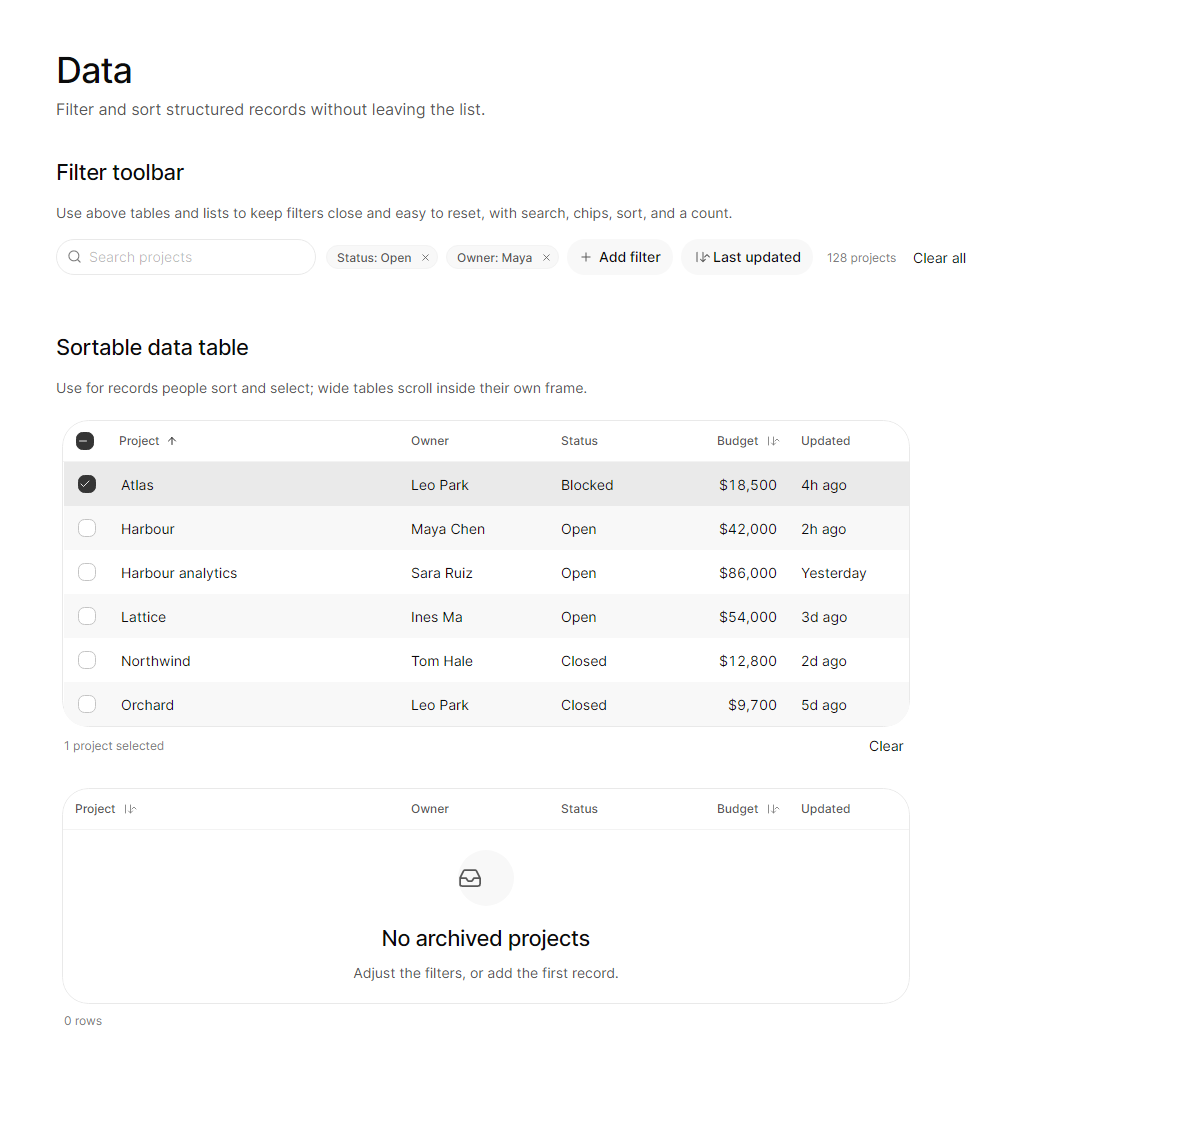 Data
Filter and sort structured records without leaving the list.
Filter toolbar
Use above tables and lists to keep filters close and easy to reset, with search, chips, sort, and a count.
Search projects Status: Open Owner: Maya Add filter Last updated 128 projects Clear all
Sortable data table
Use for records people sort and select; wide tables scroll inside their own frame.
Project Owner Status Budget Updated
Atlas Leo Park Blocked $18,500 4h ago
Harbour Maya Chen Open $42,000 2h ago
Harbour analytics Sara Ruiz Open $86,000 Yesterday
Lattice Ines Ma Open $54,000 3d ago
Northwind Tom Hale Closed $12,800 2d ago
Orchard Leo Park Closed $9,700 5d ago
1 project selected Clear
Project Owner Status Budget Updated
No archived projects
Adjust the filters, or add the first record.
0 rows